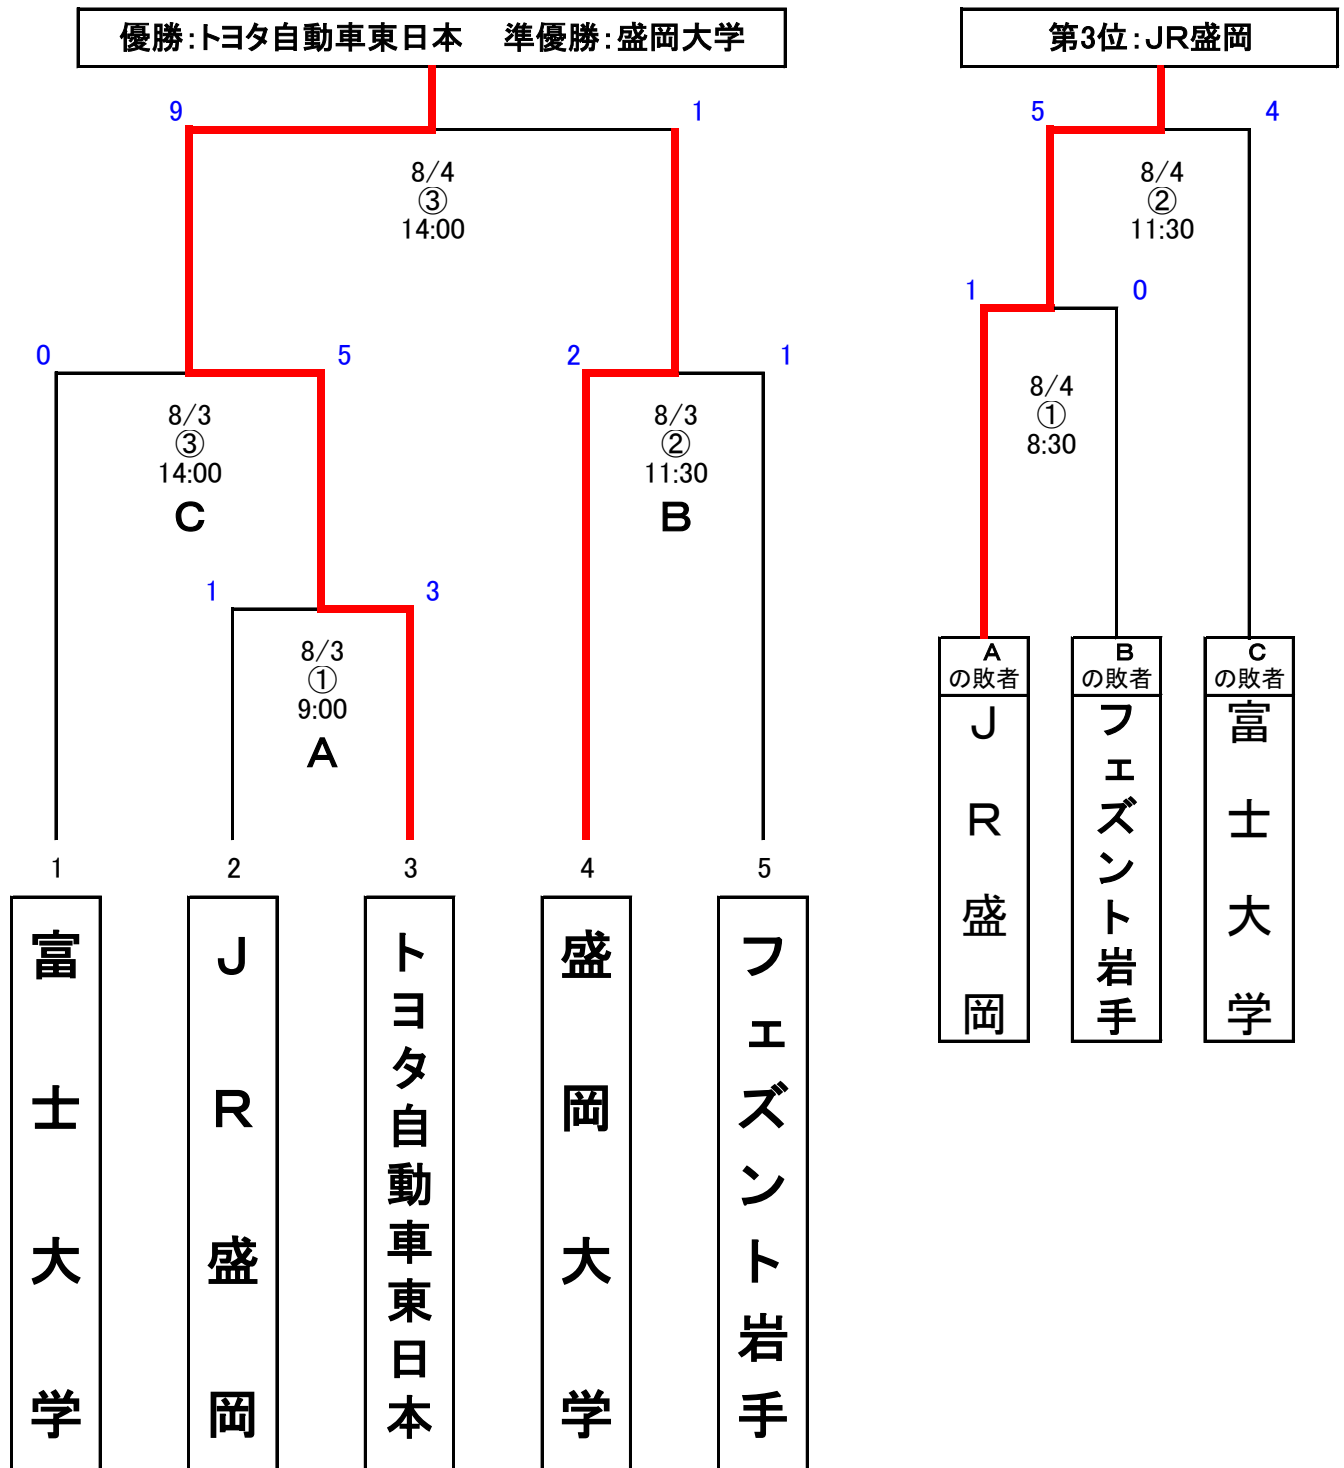 優勝:トヨタ自動車東日本　準優勝:盛岡大学
第3位:JR盛岡
9
1
8/4
③
14:00
5
4
8/4
②
11:30
1
0
8/4
①
8:30
0
5
8/3
③
14:00
C
2
1
8/3
②
11:30
B
1
3
8/3
①
9:00
A
A
の敗者
JR盛岡
B
の敗者
フェズント岩手
C
の敗者
富士大学
1
2
3
4
5
富士大学
JR盛岡
トヨタ自動車東日本
盛岡大学
フェズント岩手